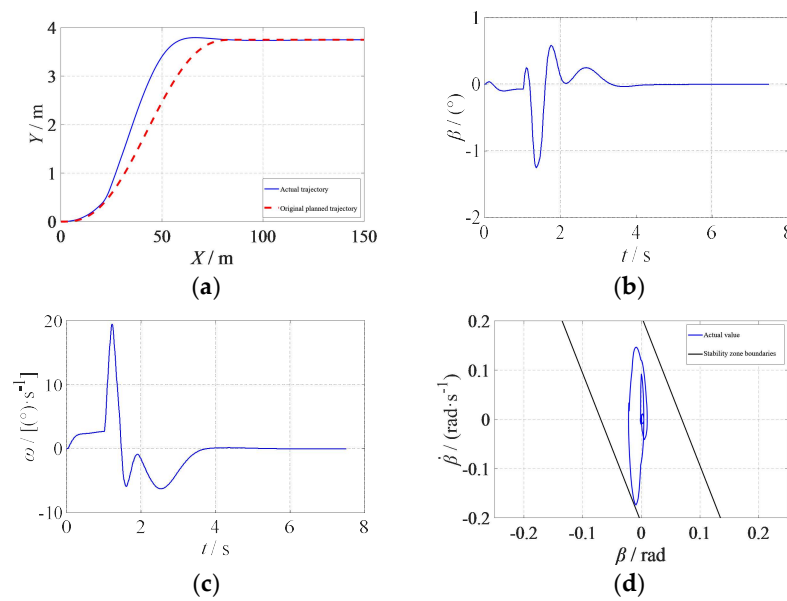 4
3
2
1
0
Y / m
0 50 100 150
X / m
Actual trajectory
Original planned trajectory
(a)
1
0
-1
-2
β / (°)
0 2 4 6 8
t / s
(b)
20
10
0
-10
ω / [(°)·s⁻¹]
0 2 4 6 8
t / s
(c)
0.2
0.1
0
-0.1
-0.2
β̇ / (rad·s⁻¹)
-0.2 -0.1 0 0.1 0.2
β / rad
Actual value
Stability zone boundaries
(d)